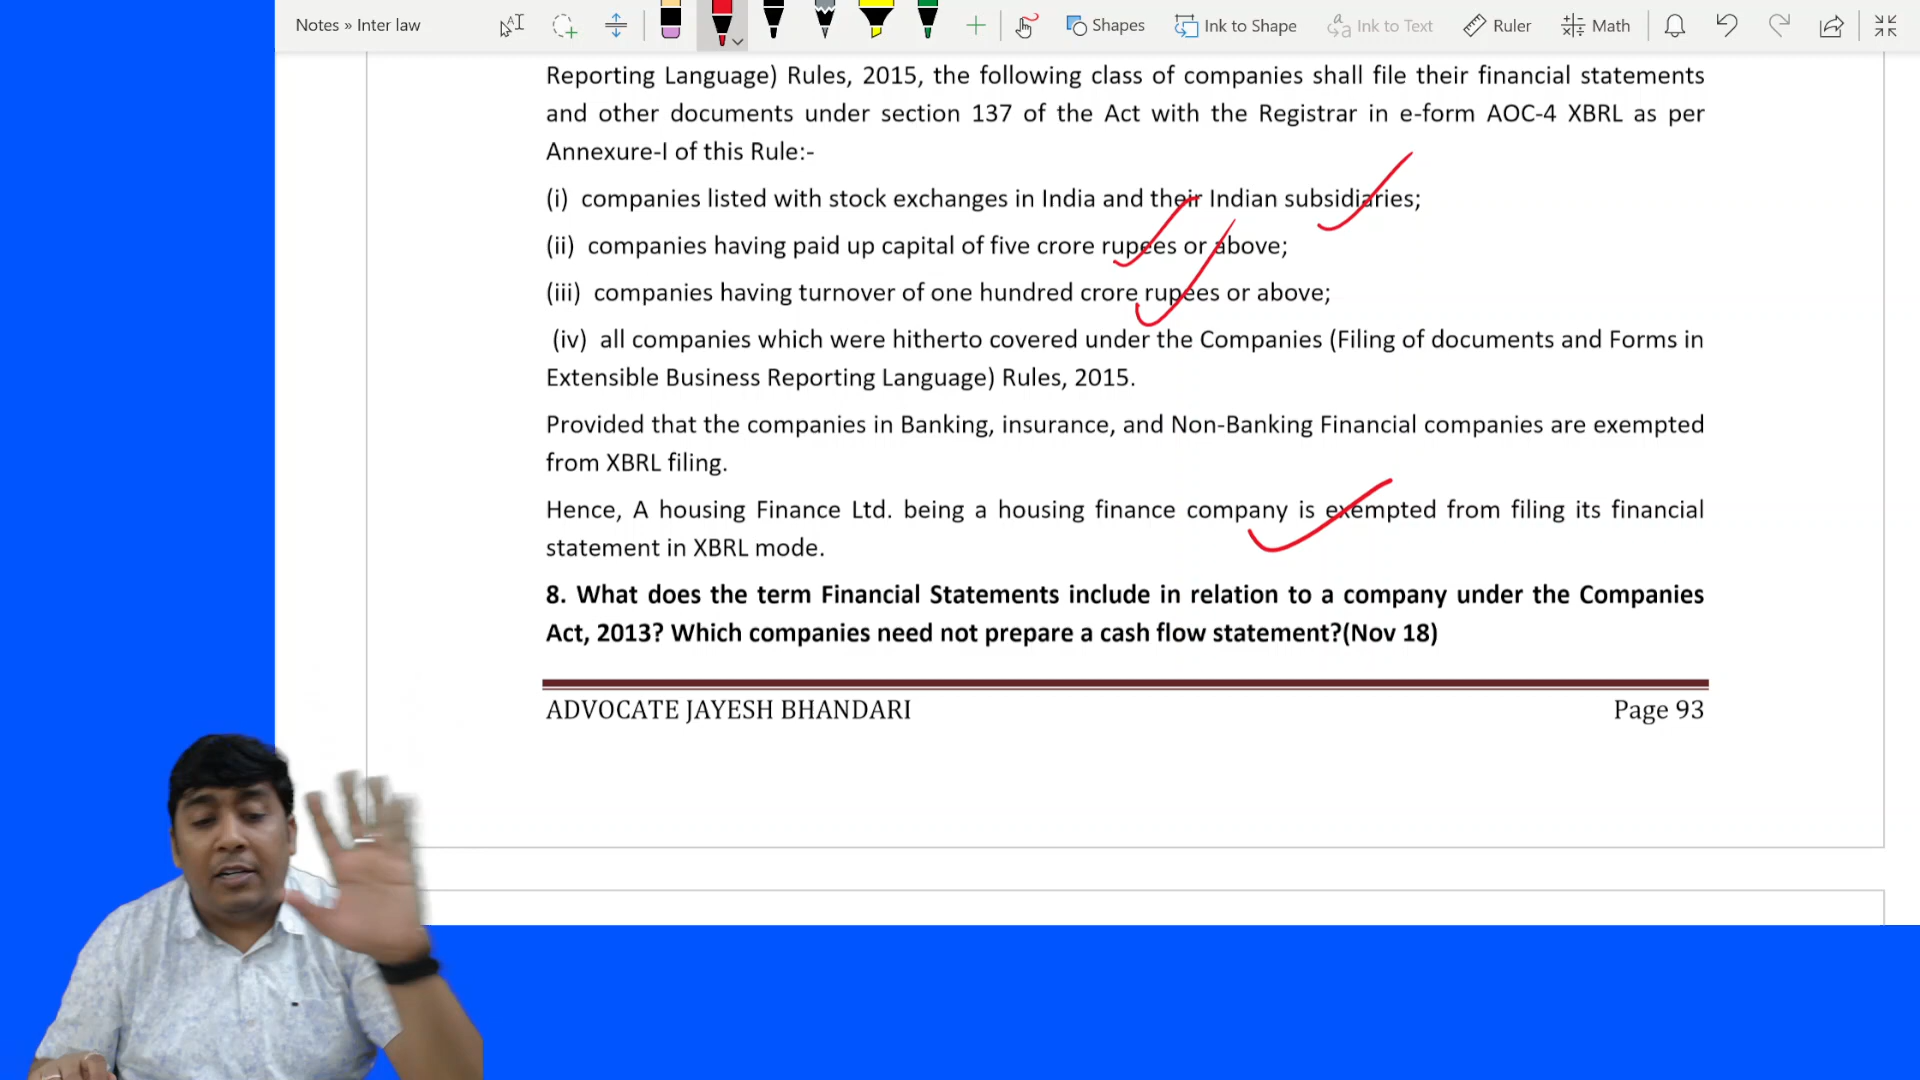 Notes » Inter law
Shapes
Ink to Shape
Ink to Text
Ruler
Math
Reporting Language) Rules, 2015, the following class of companies shall file their financial statements
and other documents under section 137 of the Act with the Registrar in e-form AOC-4 XBRL as per
Annexure-I of this Rule:-
(i) companies listed with stock exchanges in India and their Indian subsidiaries;
(ii) companies having paid up capital of five crore rupees or above;
(iii) companies having turnover of one hundred crore rupees or above;
(iv) all companies which were hitherto covered under the Companies (Filing of documents and Forms in
Extensible Business Reporting Language) Rules, 2015.
Provided that the companies in Banking, insurance, and Non-Banking Financial companies are exempted
from XBRL filing.
Hence, A housing Finance Ltd. being a housing finance company is exempted from filing its financial
statement in XBRL mode.
8. What does the term Financial Statements include in relation to a company under the Companies
Act, 2013? Which companies need not prepare a cash flow statement?(Nov 18)
ADVOCATE JAYESH BHANDARI
Page 93